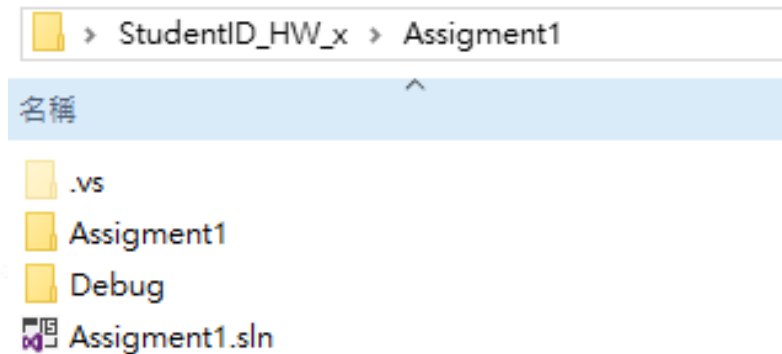 > StudentID_HW_x > Assigment1
名稱
.vs
Assigment1
Debug
Assigment1.sln